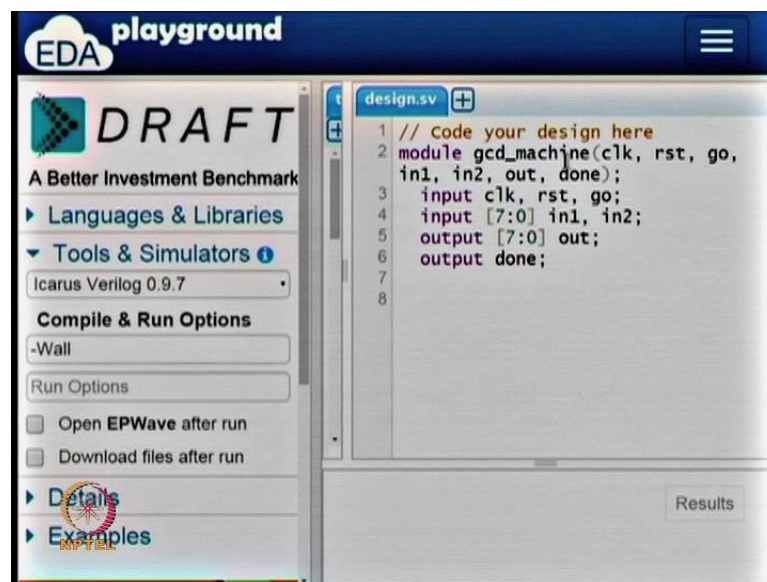 EDA playground
DRAFT
A Better Investment Benchmark
Languages & Libraries
Tools & Simulators
Icarus Verilog 0.9.7
Compile & Run Options
-Wall
Run Options
Open EPWave after run
Download files after run
Details
Examples
NPTEL
t
design.sv
1 // Code your design here
2 module gcd_machine(clk, rst, go,
in1, in2, out, done);
3 input clk, rst, go;
4 input [7:0] in1, in2;
5 output [7:0] out;
6 output done;
7
8
Results